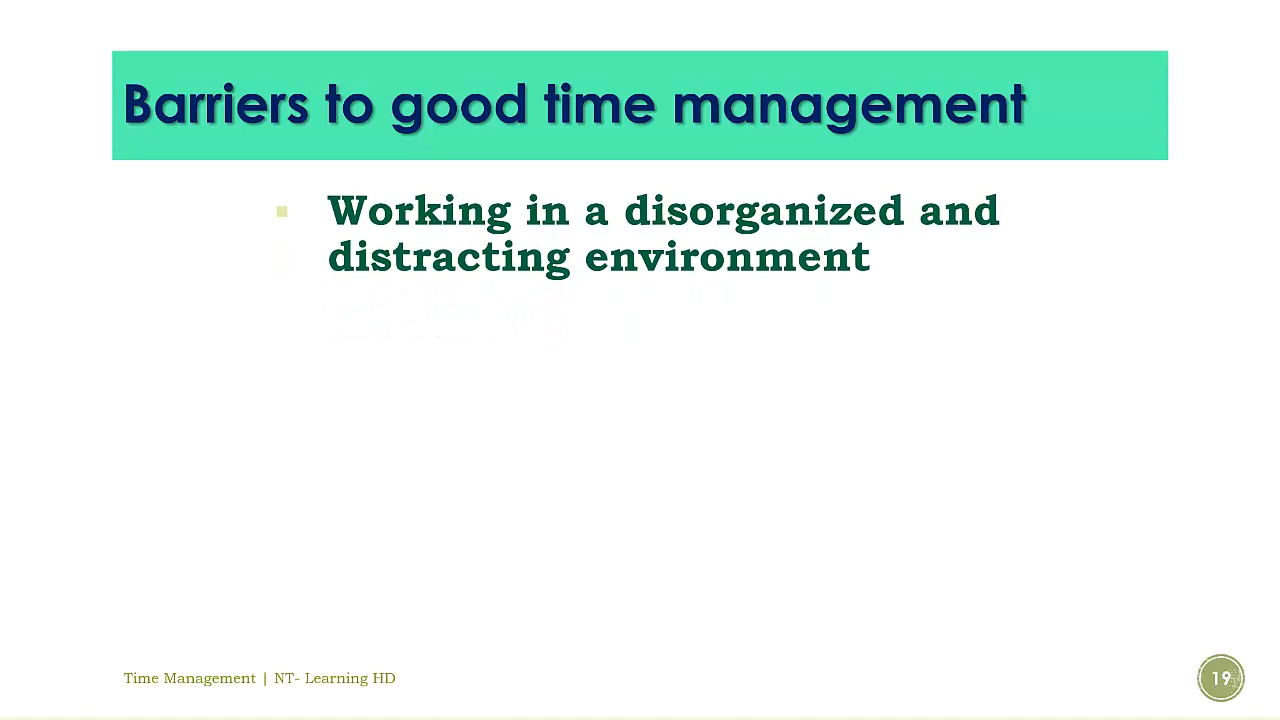 Barriers to good time management
Working in a disorganized and
distracting environment
Time Management | NT- Learning HD
19